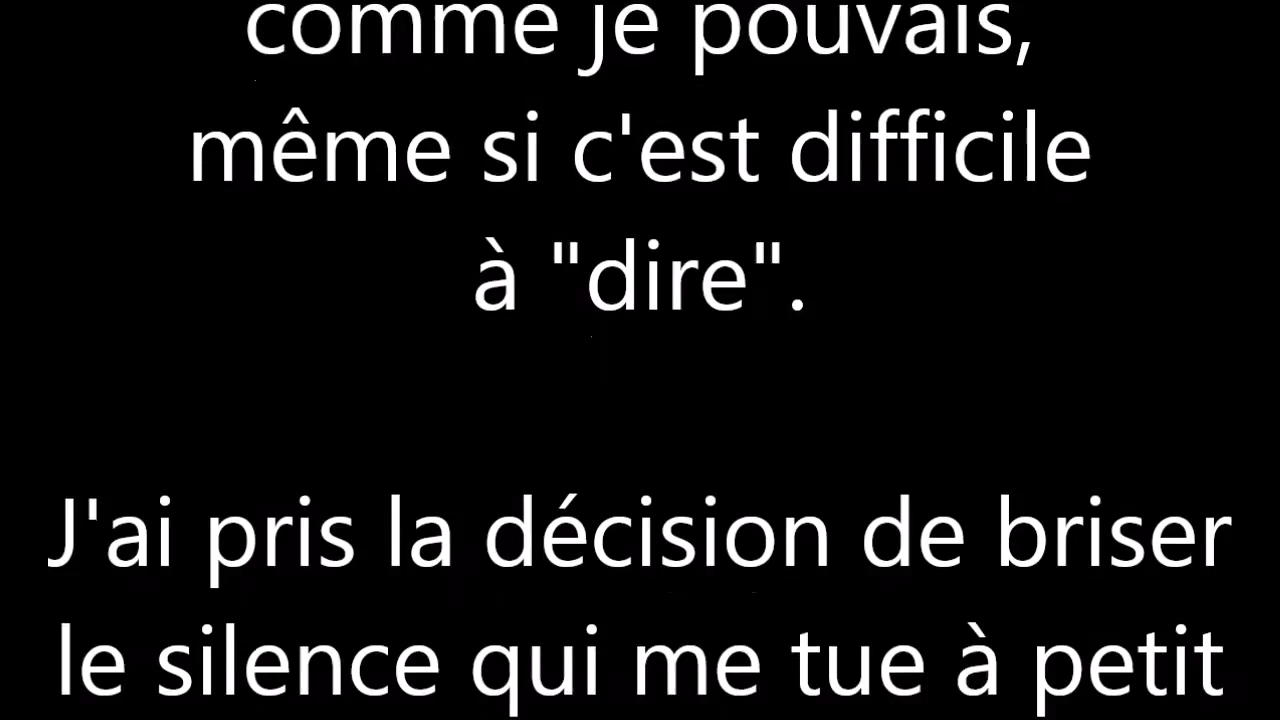 comme je pouvais,
même si c'est difficile
à "dire".
J'ai pris la décision de briser
le silence qui me tue à petit